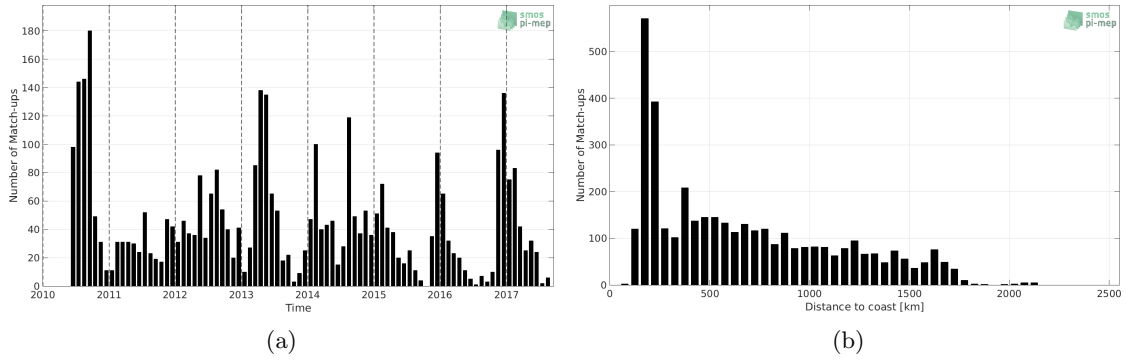 smos
pi-mep
Number of Match-ups
180
160
140
120
100
80
60
40
20
0
2010 2011 2012 2013 2014 2015 2016 2017
Time
(a)
smos
pi-mep
Number of Match-ups
500
400
300
200
100
0
0 500 1000 1500 2000 2500
Distance to coast [km]
(b)